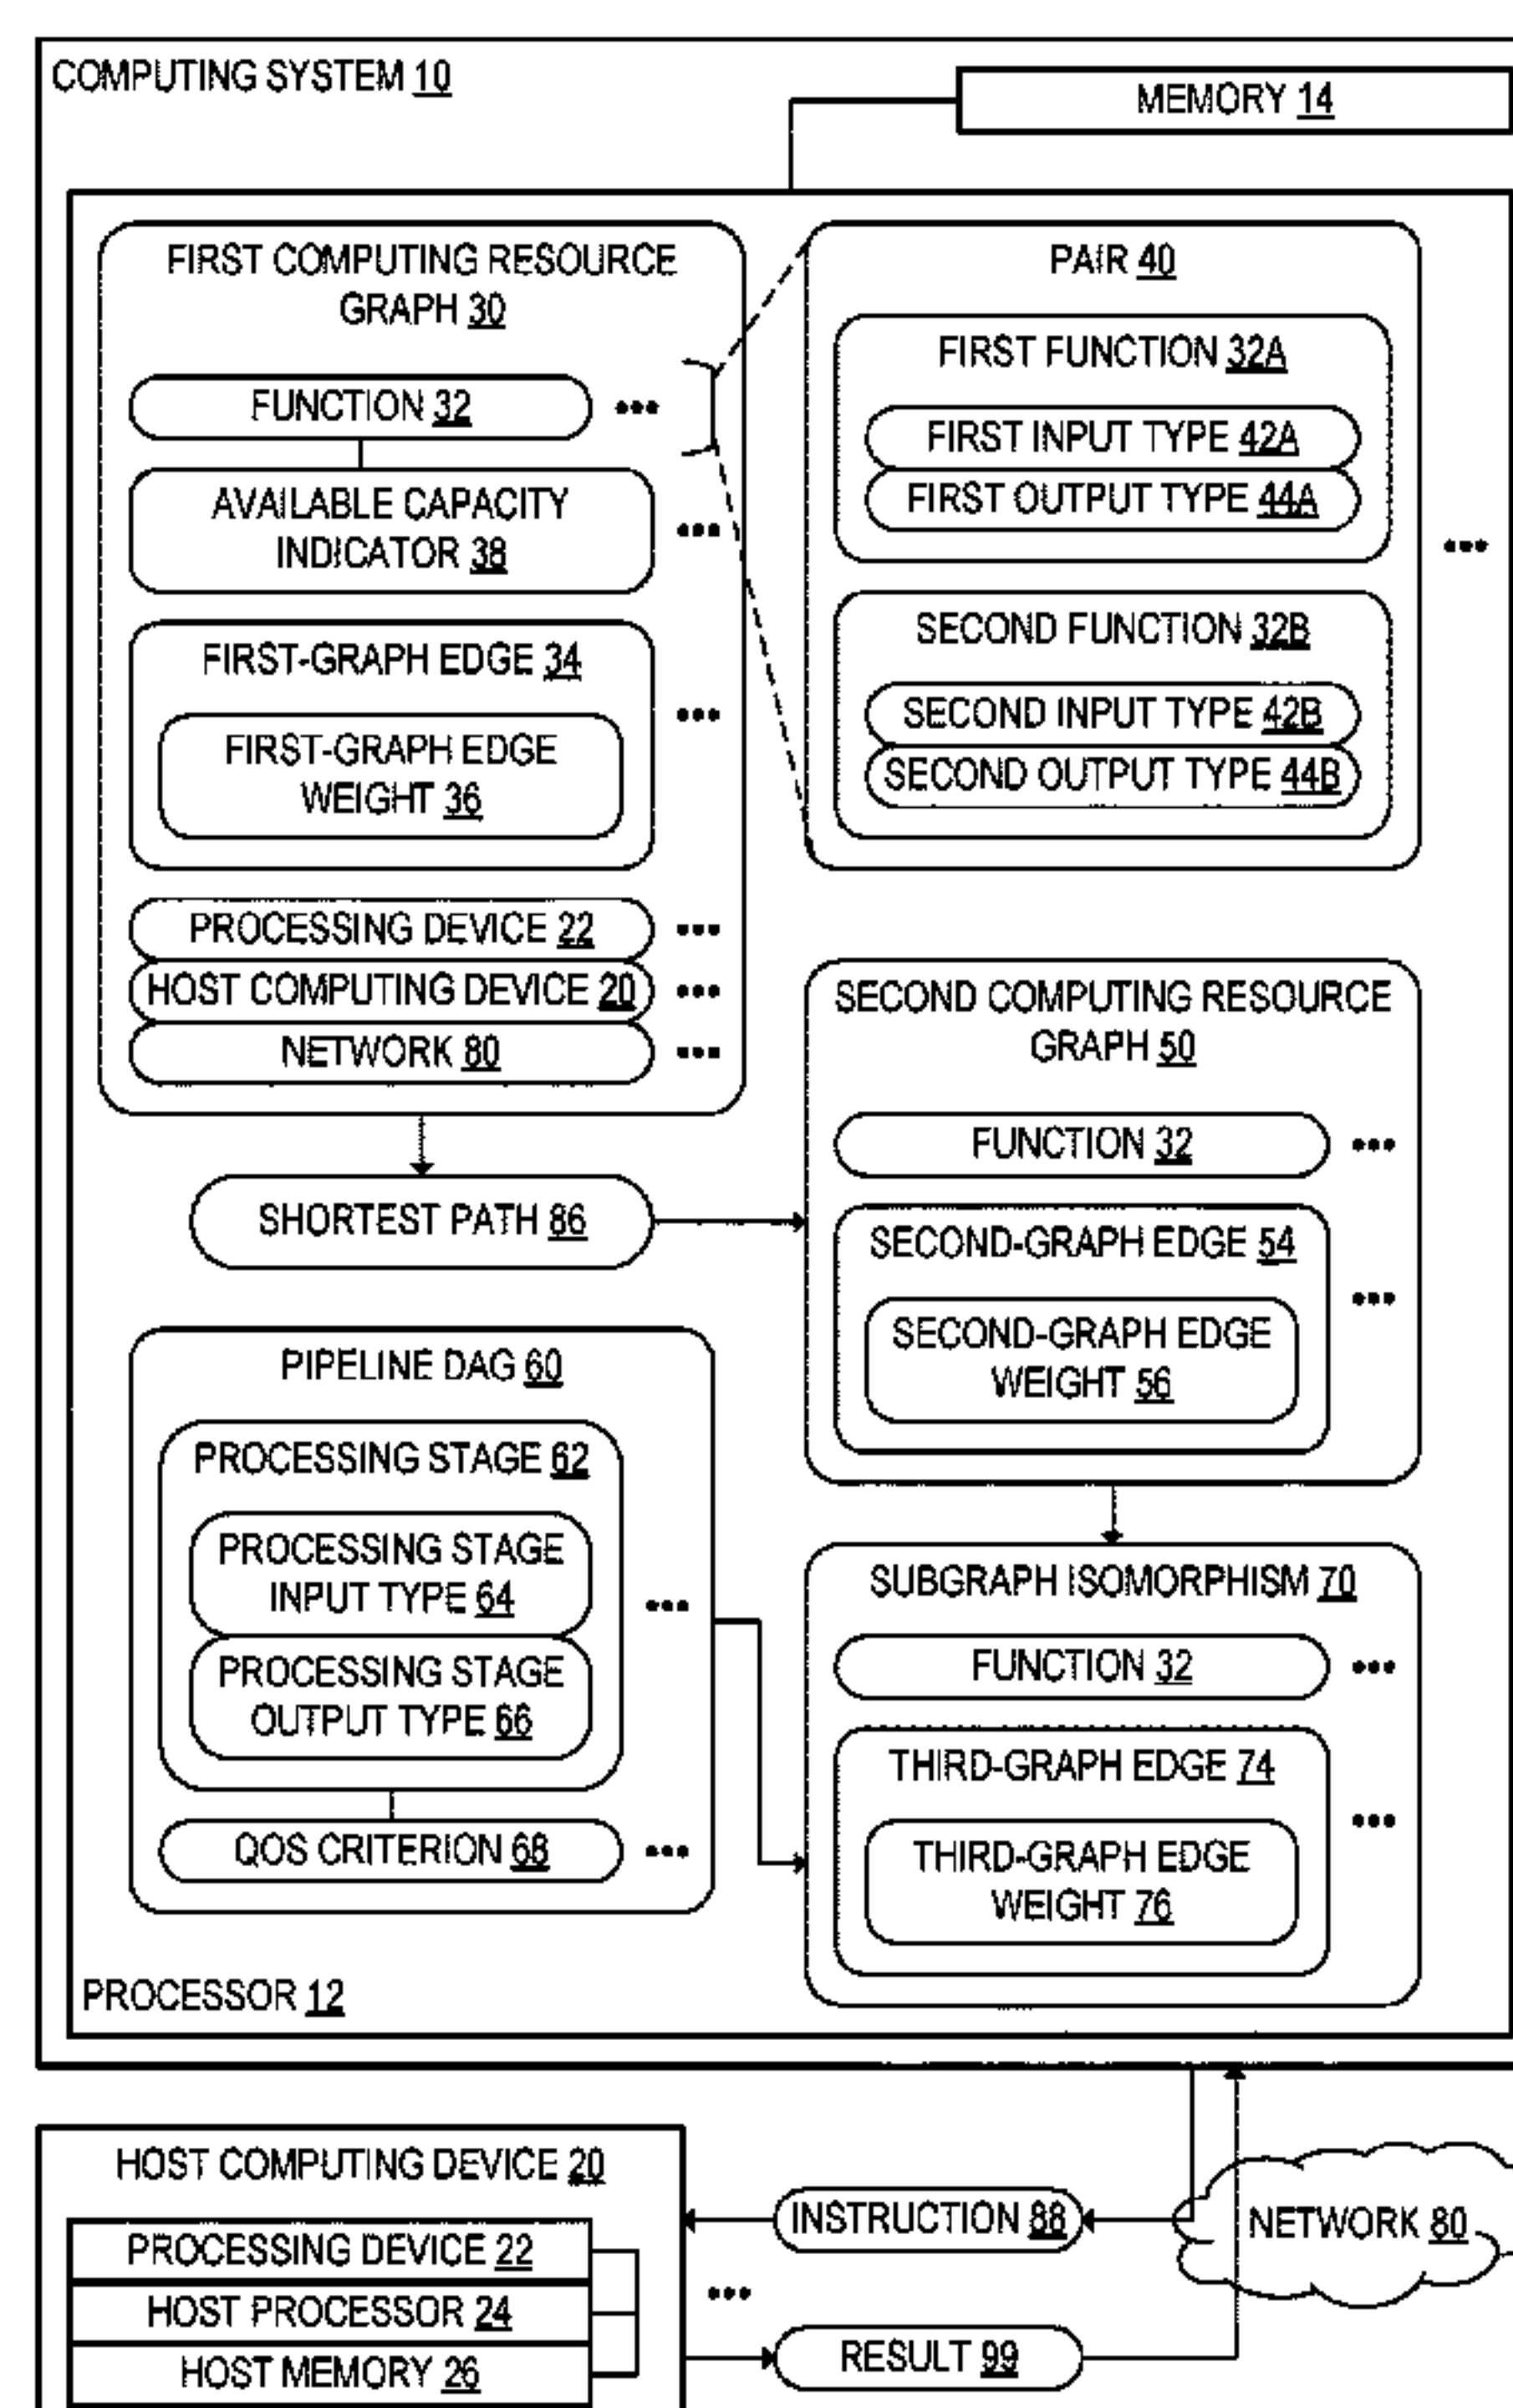 COMPUTING SYSTEM 10
MEMORY 14
FIRST COMPUTING RESOURCE
GRAPH 30
FUNCTION 32
AVAILABLE CAPACITY
INDICATOR 38
FIRST-GRAPH EDGE 34
FIRST-GRAPH EDGE
WEIGHT 36
PROCESSING DEVICE 22
HOST COMPUTING DEVICE 20
NETWORK 80
PAIR 40
FIRST FUNCTION 32A
FIRST INPUT TYPE 42A
FIRST OUTPUT TYPE 44A
SECOND FUNCTION 32B
SECOND INPUT TYPE 42B
SECOND OUTPUT TYPE 44B
SHORTEST PATH 86
SECOND COMPUTING RESOURCE
GRAPH 50
FUNCTION 32
SECOND-GRAPH EDGE 54
SECOND-GRAPH EDGE
WEIGHT 56
PIPELINE DAG 60
PROCESSING STAGE 62
PROCESSING STAGE
INPUT TYPE 64
PROCESSING STAGE
OUTPUT TYPE 66
QOS CRITERION 68
SUBGRAPH ISOMORPHISM 70
FUNCTION 32
THIRD-GRAPH EDGE 74
THIRD-GRAPH EDGE
WEIGHT 76
PROCESSOR 12
HOST COMPUTING DEVICE 20
PROCESSING DEVICE 22
HOST PROCESSOR 24
HOST MEMORY 26
INSTRUCTION 88
RESULT 99
NETWORK 80